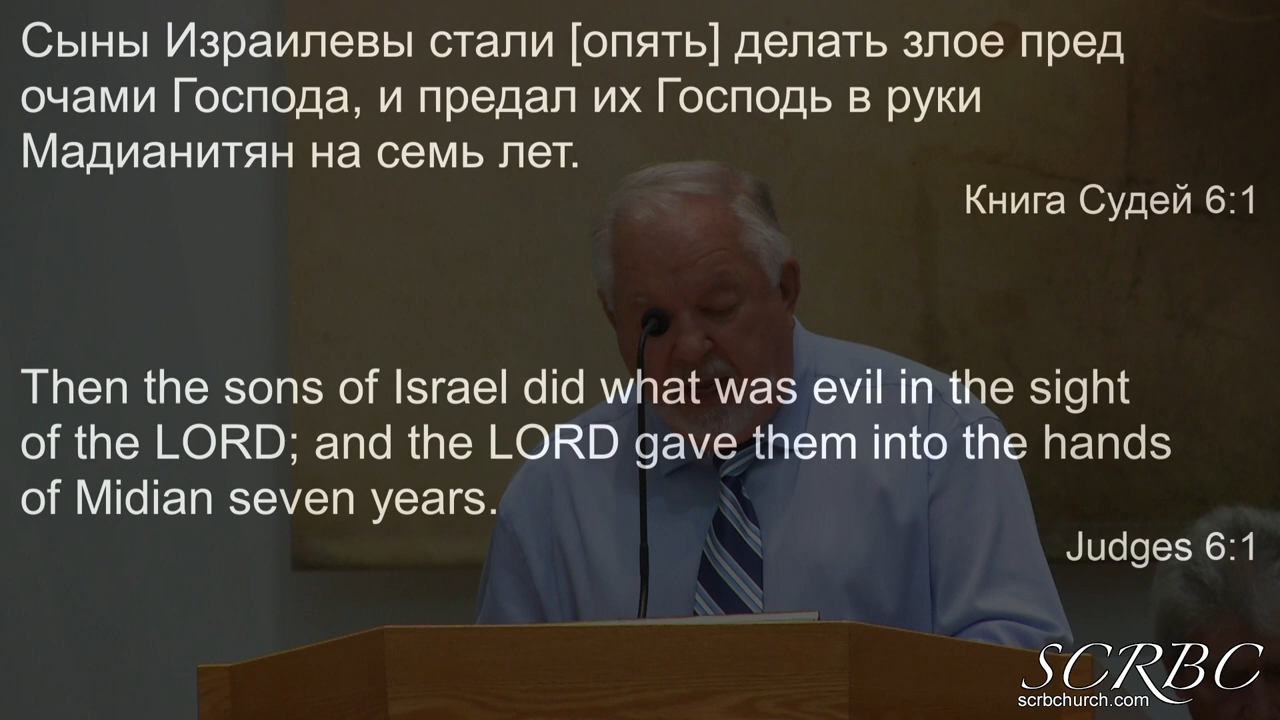 Сыны Израилевы стали [опять] делать злое пред
очами Господа, и предал их Господь в руки
Мадианитян на семь лет.
Книга Судей 6:1
Then the sons of Israel did what was evil in the sight
of the LORD; and the LORD gave them into the hands
of Midian seven years.
Judges 6:1
SCRBC
scrbchurch.com